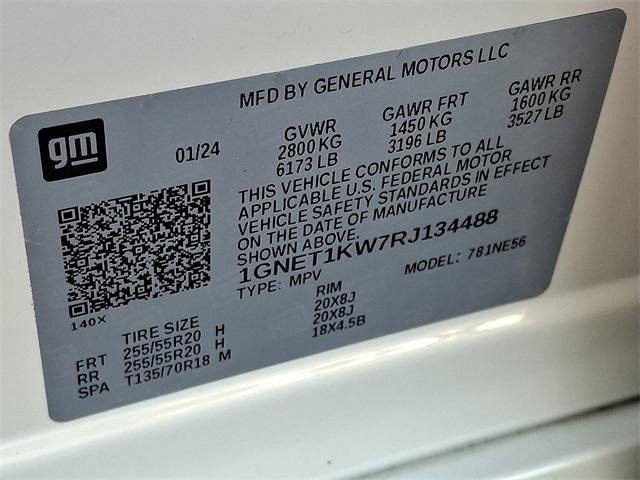 MFD BY GENERAL MOTORS LLC
gm
01/24
GVWR
2800 KG
6173 LB
GAWR FRT
1450 KG
3196 LB
GAWR RR
1600 KG
3527 LB
THIS VEHICLE CONFORMS TO ALL
APPLICABLE U.S. FEDERAL MOTOR
VEHICLE SAFETY STANDARDS IN EFFECT
ON THE DATE OF MANUFACTURE
SHOWN ABOVE.
1GNET1KW7RJ134488
TYPE: MPV MODEL: 781NE56
140X
TIRE SIZE RIM
FRT 255/55R20 H 20X8J
RR 255/55R20 H 20X8J
SPA T135/70R18 M 18X4.5B